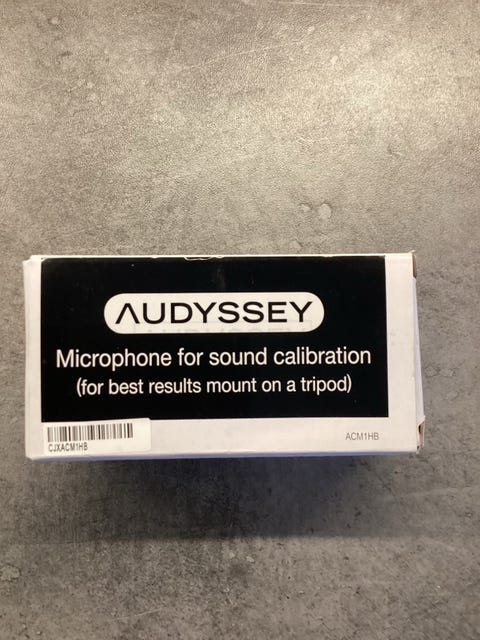 AUDYSSEY
Microphone for sound calibration
(for best results mount on a tripod)
CJXACM1HB
ACM1HB